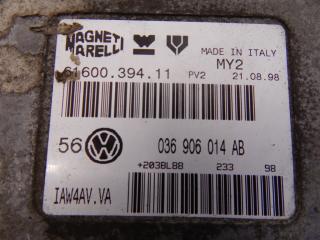 MAGNETI
MARELLI
MADE IN ITALY
MY2
61600.394.11 PV2 21.08.98
56 036 906 014 AB
+203BL88 233 98
IAW4AV.VA